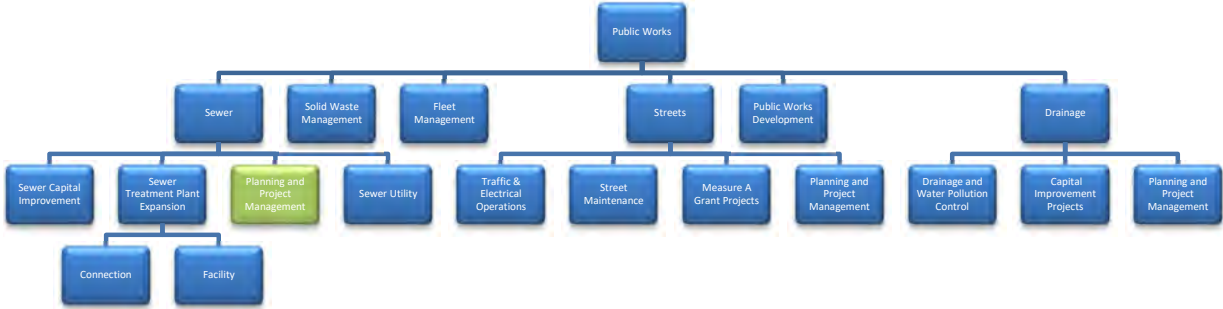 Public Works
Sewer
Solid Waste
Management
Fleet
Management
Streets
Public Works
Development
Drainage
Sewer Capital
Improvement
Sewer
Treatment Plant
Expansion
Planning and
Project
Management
Sewer Utility
Traffic &
Electrical
Operations
Street
Maintenance
Measure A
Grant Projects
Planning and
Project
Management
Drainage and
Water Pollution
Control
Capital
Improvement
Projects
Planning and
Project
Management
Connection
Facility